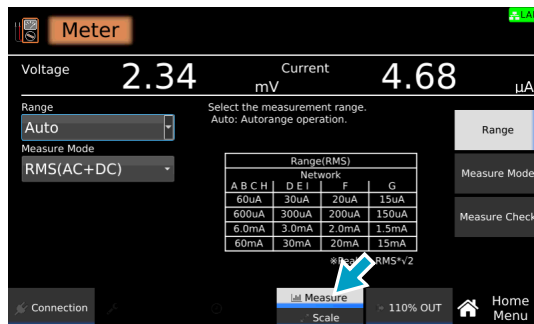 LAN
Meter
Voltage 2.34 mV Current 4.68 µA
Range
Auto
Measure Mode
RMS(AC+DC)
Select the measurement range.
Auto: Autorange operation.
Range(RMS)
Network
A B C H D E I F G
60uA 30uA 20uA 15uA
600uA 300uA 200uA 150uA
6.0mA 3.0mA 2.0mA 1.5mA
60mA 30mA 20mA 15mA
RMS*√2
Range
Measure Mode
Measure Check
Connection
Measure
Scale
110% OUT
Home
Menu